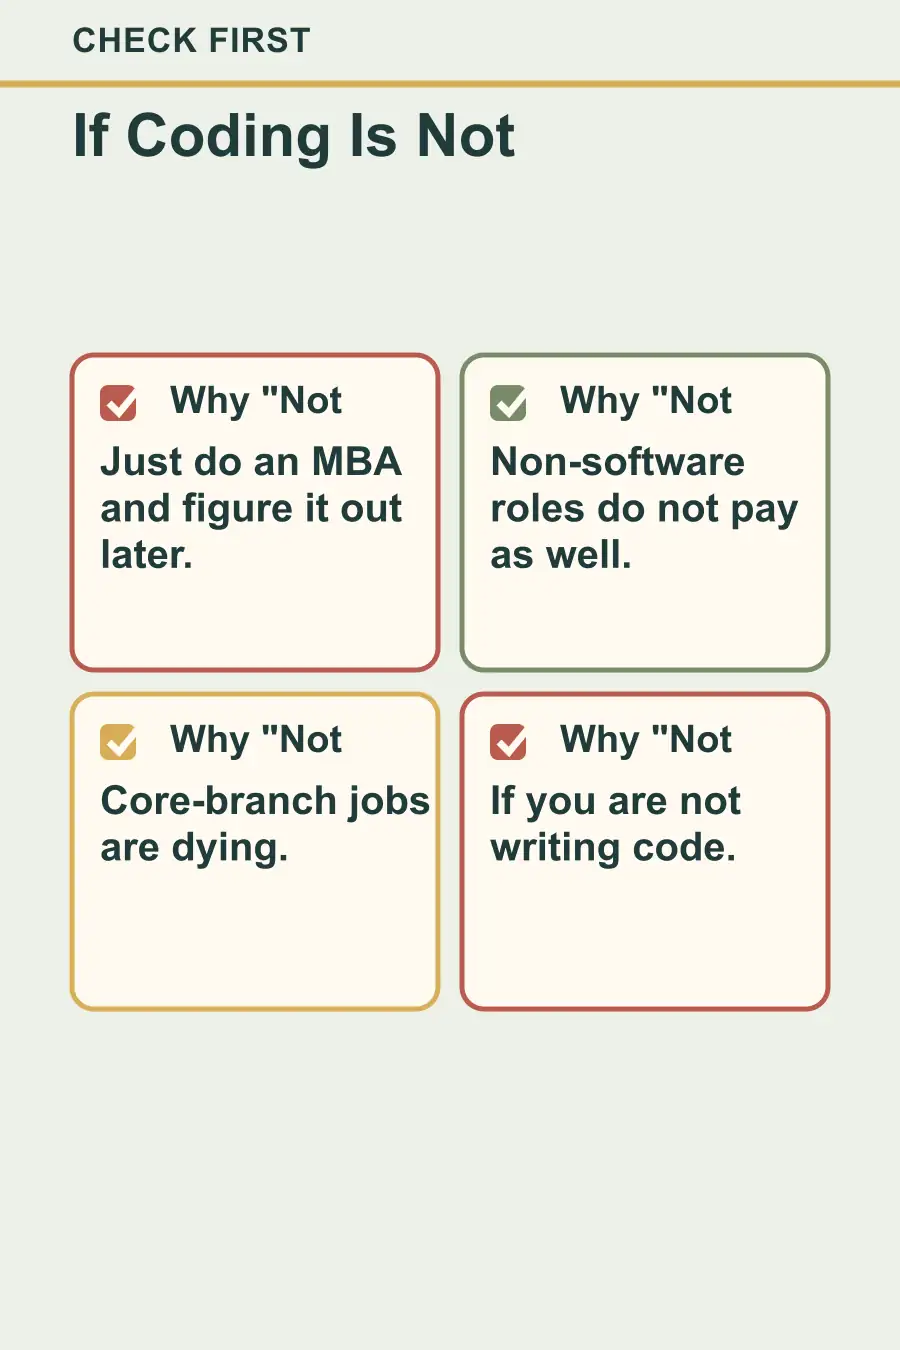 CHECK FIRST
If Coding Is Not
Why "Not
Just do an MBA
and figure it out
later.
Why "Not
Non-software
roles do not pay
as well.
Why "Not
Core-branch jobs
are dying.
Why "Not
If you are not
writing code.